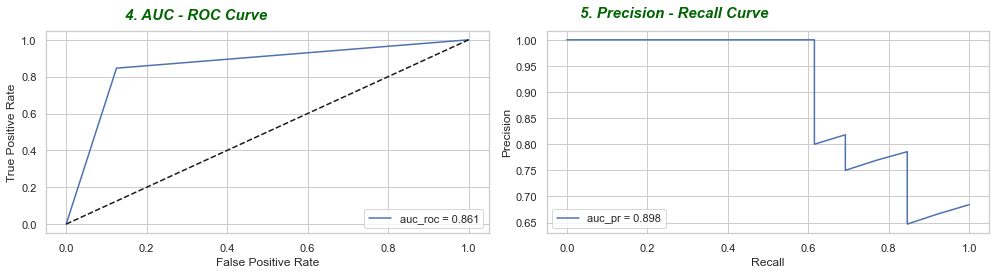 4. AUC - ROC Curve
True Positive Rate
1.0
0.8
0.6
0.4
0.2
0.0
auc_roc = 0.861
0.0 0.2 0.4 0.6 0.8 1.0
False Positive Rate
5. Precision - Recall Curve
Precision
1.00
0.95
0.90
0.85
0.80
0.75
0.70
0.65
auc_pr = 0.898
0.0 0.2 0.4 0.6 0.8 1.0
Recall